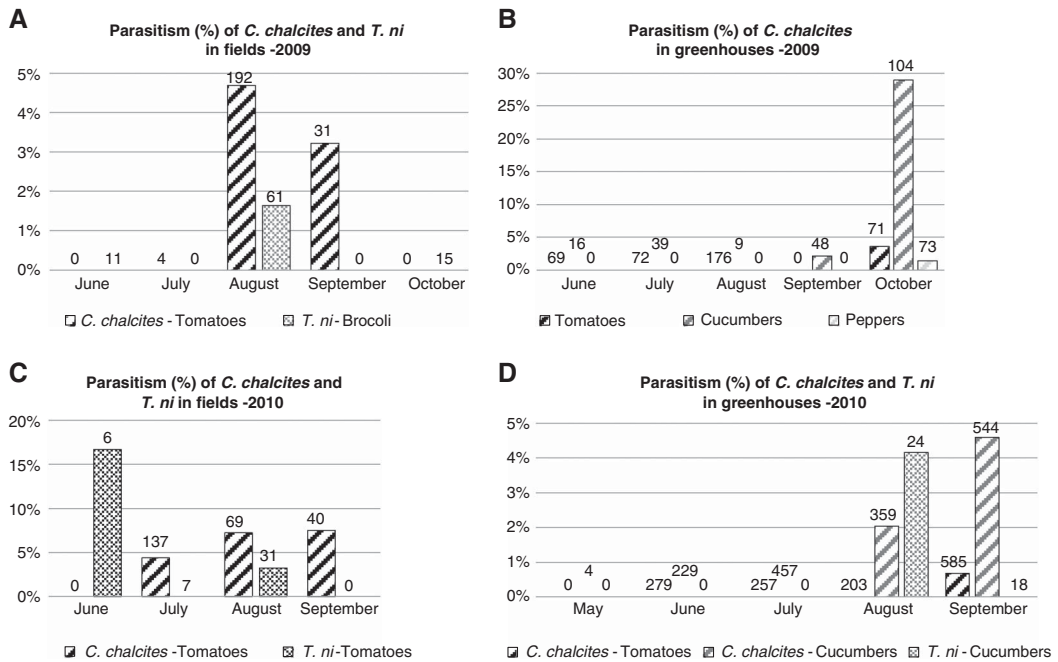 A
Parasitism (%) of C. chalcites and T. ni
in fields -2009
5%
4%
3%
2%
1%
0%
192
61
31
0 11 4 0 0 0 15
June July August September October
C. chalcites - Tomatoes T. ni - Brocoli
B
Parasitism (%) of C. chalcites
in greenhouses -2009
30%
25%
20%
15%
10%
5%
0%
104
71
73
48
16 39 9
69 0 72 0 176 0 0 0
June July August September October
Tomatoes Cucumbers Peppers
C
Parasitism (%) of C. chalcites and
T. ni in fields -2010
20%
15%
10%
5%
0%
6
137
69
31
40
0 7 0
June July August September
C. chalcites -Tomatoes T. ni-Tomatoes
D
Parasitism (%) of C. chalcites and T. ni
in greenhouses -2010
5%
4%
3%
2%
1%
0%
544
24
359
585
4 229 457
0 0 279 0 257 0 203 18
May June July August September
C. chalcites - Tomatoes C. chalcites - Cucumbers T. ni - Cucumbers